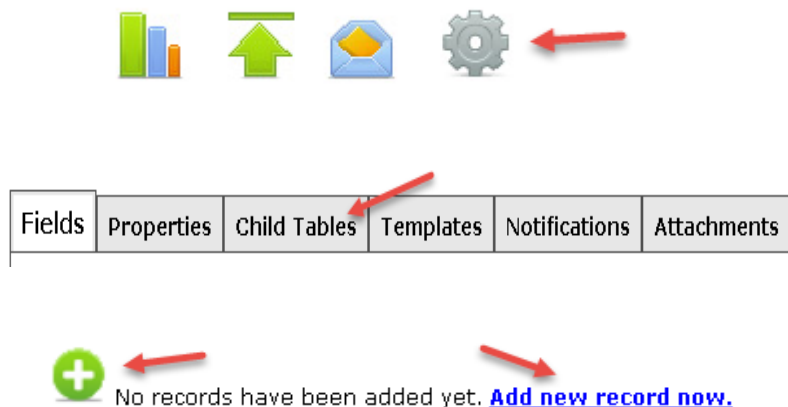 Fields Properties Child Tables Templates Notifications Attachments
No records have been added yet. Add new record now.